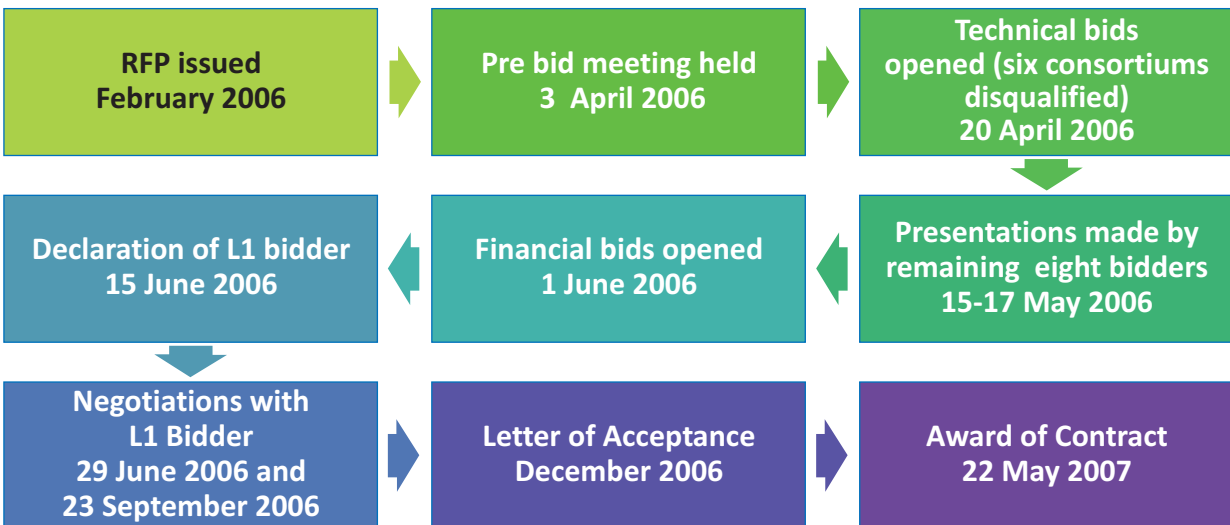 RFP issued
February 2006
Pre bid meeting held
3 April 2006
Technical bids
opened (six consortiums
disqualified)
20 April 2006
Presentations made by
remaining eight bidders
15-17 May 2006
Financial bids opened
1 June 2006
Declaration of L1 bidder
15 June 2006
Negotiations with
L1 Bidder
29 June 2006 and
23 September 2006
Letter of Acceptance
December 2006
Award of Contract
22 May 2007